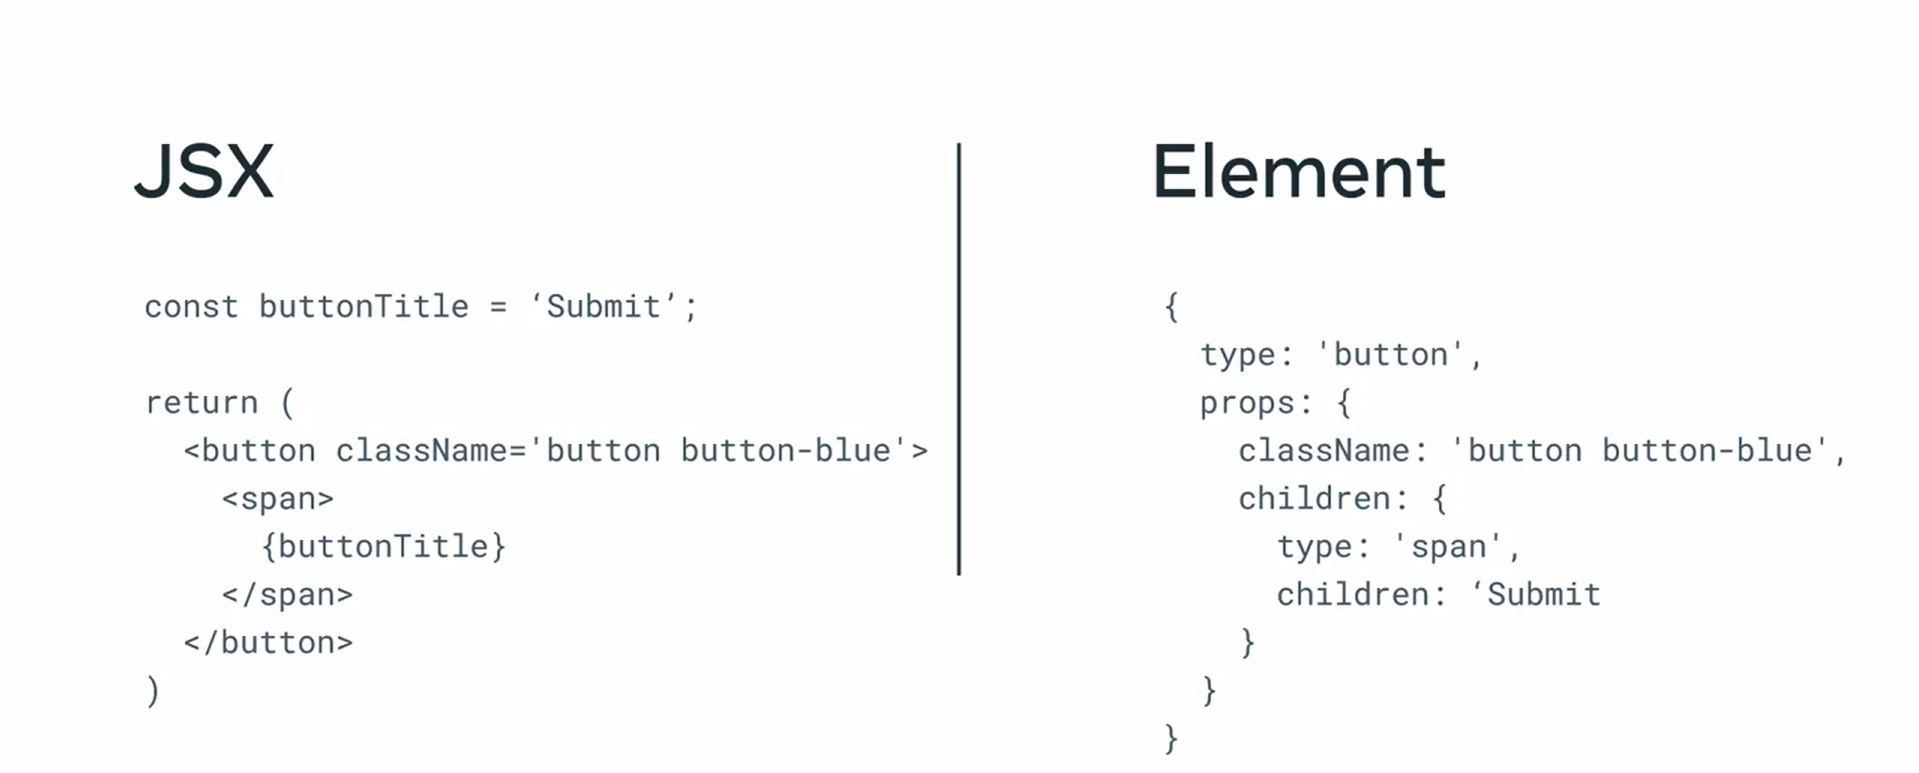 JSX
const buttonTitle = ‘Submit’;
return (
<button className='button button-blue'>
<span>
{buttonTitle}
</span>
</button>
)
Element
{
type: 'button',
props: {
className: 'button button-blue',
children: {
type: 'span',
children: ‘Submit
}
}
}